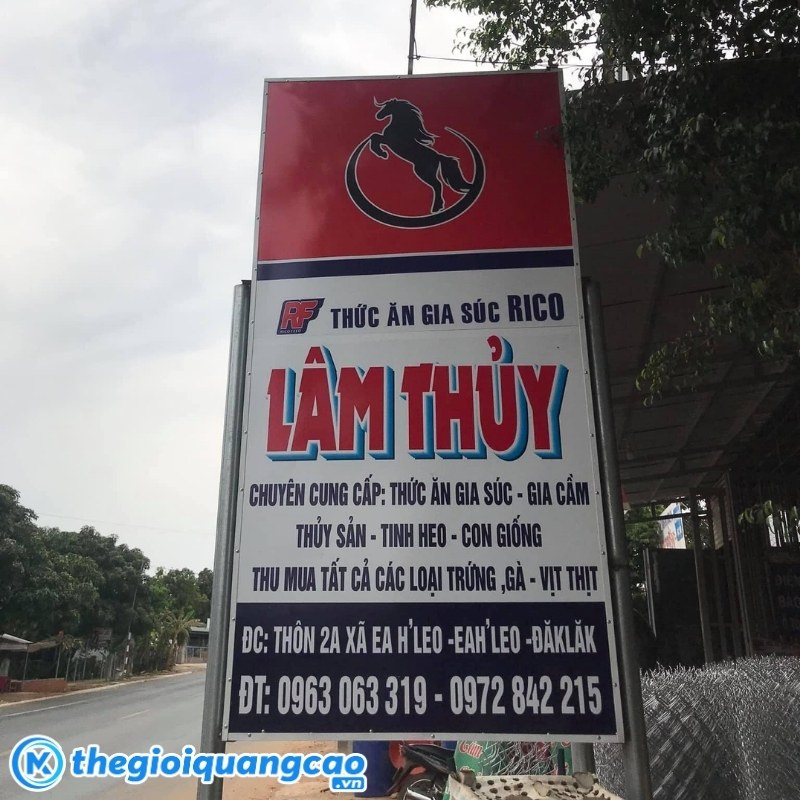 RF
THỨC ĂN GIA SÚC RICO
LÂM THỦY
CHUYÊN CUNG CẤP: THỨC ĂN GIA SÚC - GIA CẦM
THỦY SẢN - TINH HEO - CON GIỐNG
THU MUA TẤT CẢ CÁC LOẠI TRỨNG ,GÀ - VỊT THỊT
ĐC: THÔN 2A XÃ EA H'LEO -EAH'LEO -ĐĂKLĂK
ĐT: 0963 063 319 - 0972 842 215
thegioiquangcao.vn